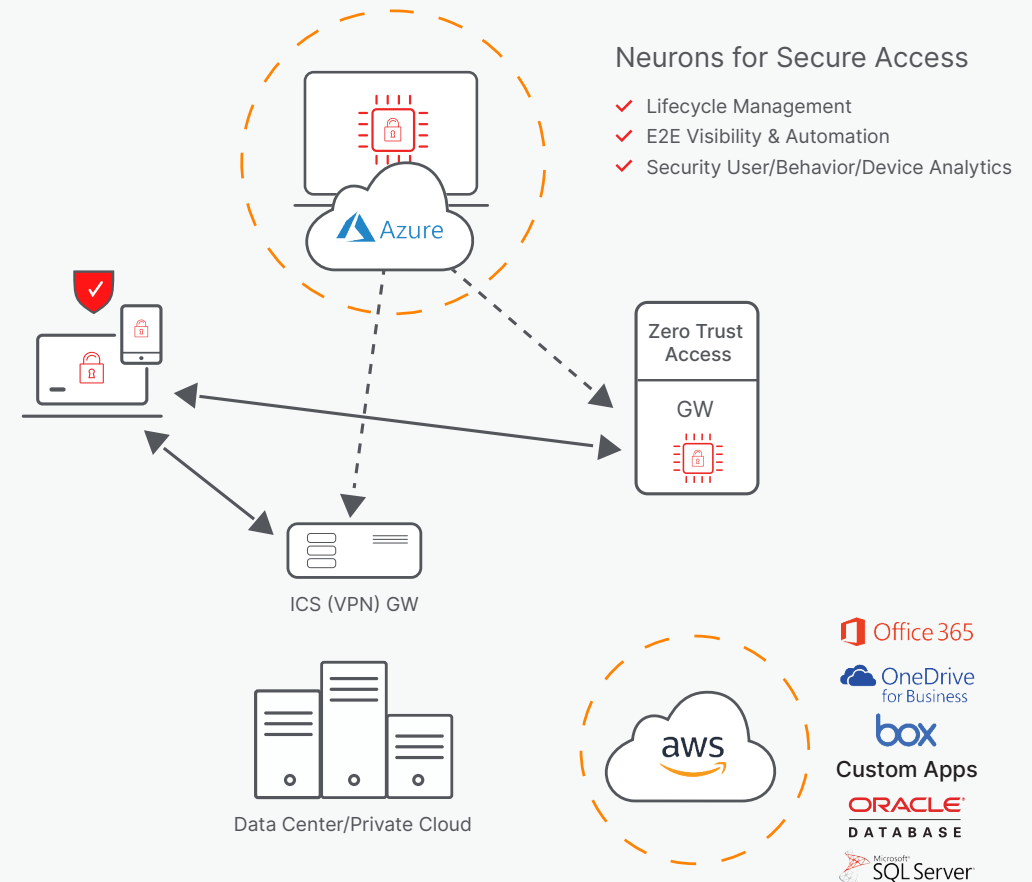 Neurons for Secure Access
Lifecycle Management
E2E Visibility & Automation
Security User/Behavior/Device Analytics
Azure
Zero Trust
Access
GW
ICS (VPN) GW
Data Center/Private Cloud
aws
Office 365
OneDrive
for Business
box
Custom Apps
ORACLE
DATABASE
Microsoft
SQL Server